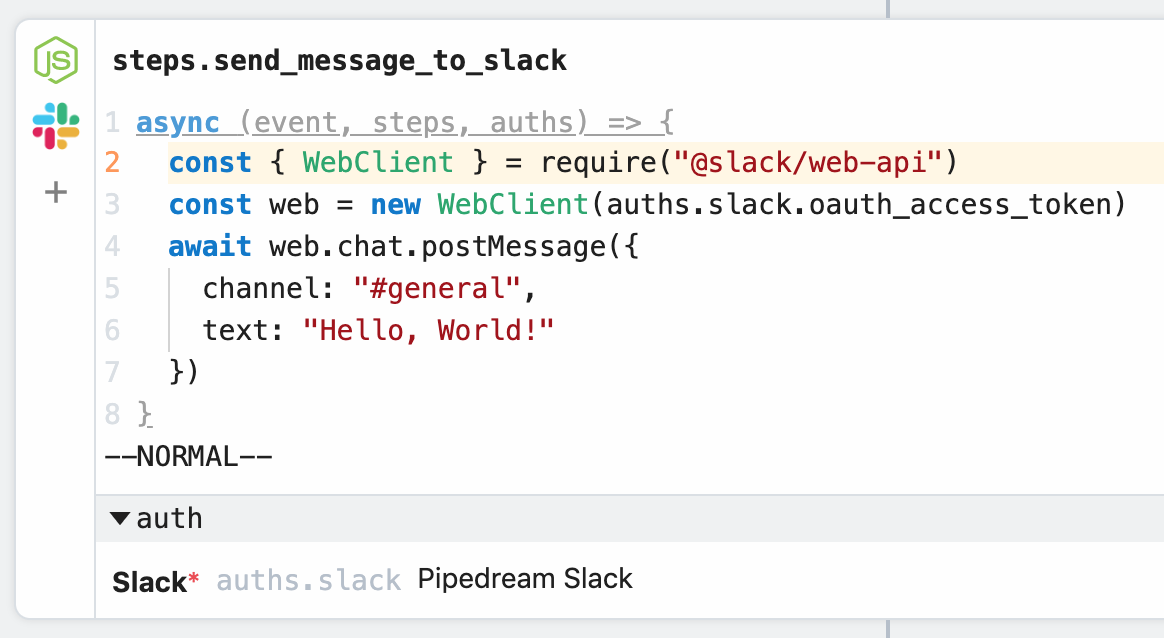 JS
steps.send_message_to_slack
1 async (event, steps, auths) => {
2 const { WebClient } = require("@slack/web-api")
3 const web = new WebClient(auths.slack.oauth_access_token)
4 await web.chat.postMessage({
5 channel: "#general",
6 text: "Hello, World!"
7 })
8 }
--NORMAL--
auth
Slack* auths.slack Pipedream Slack